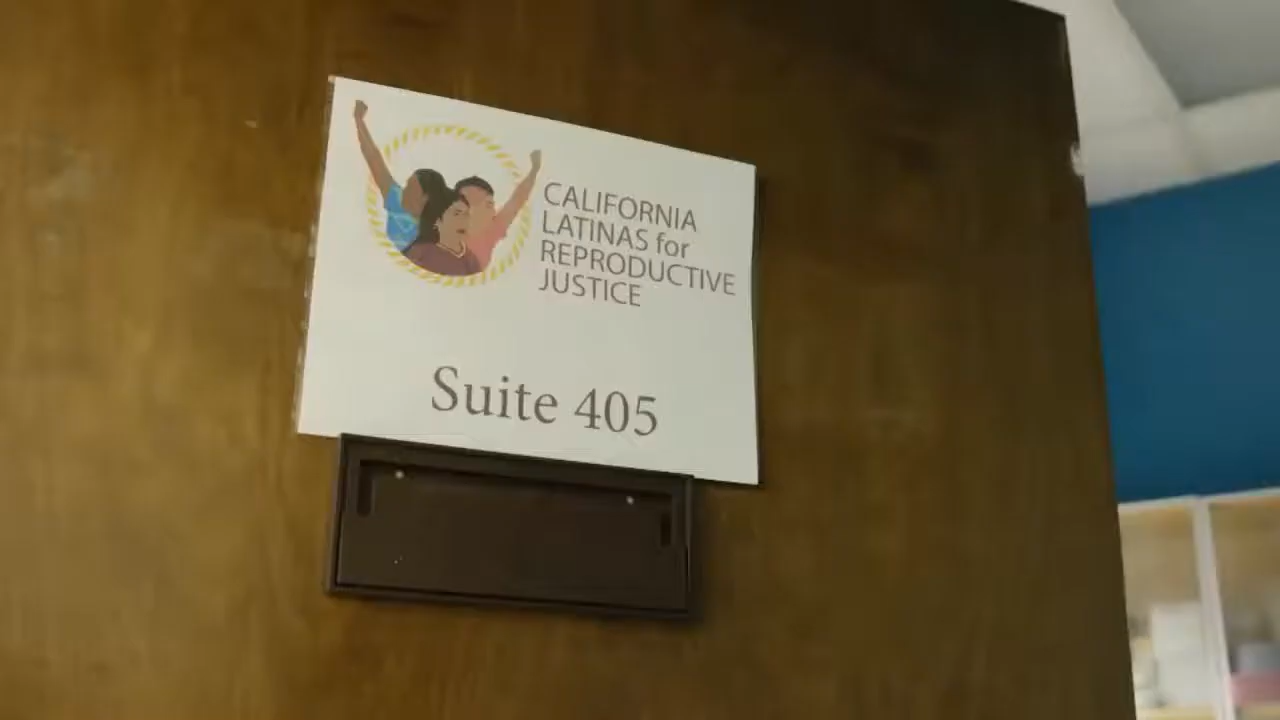 CALIFORNIA
LATINAS for
REPRODUCTIVE
JUSTICE
Suite 405